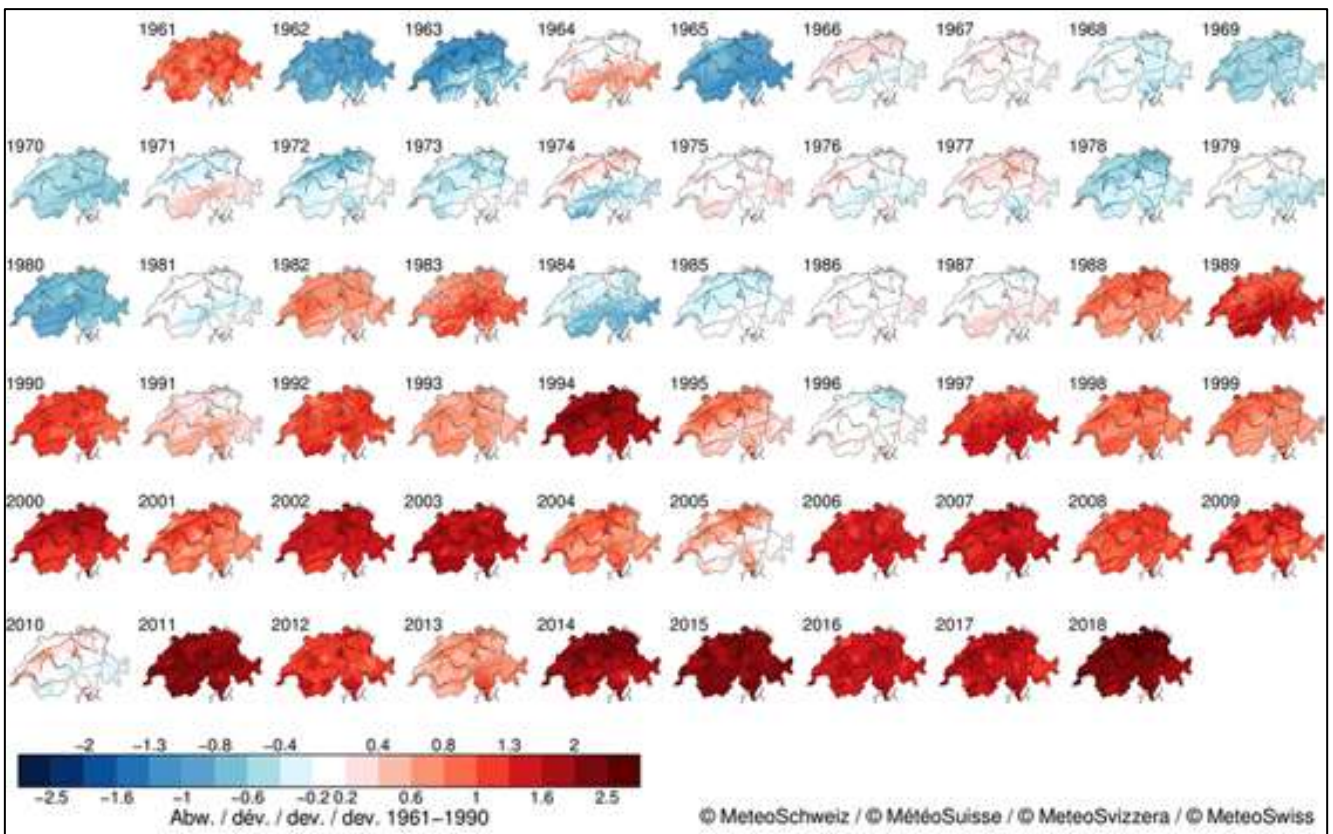 1961 1962 1963 1964 1965 1966 1967 1968 1969
1970 1971 1972 1973 1974 1975 1976 1977 1978 1979
1980 1981 1982 1983 1984 1985 1986 1987 1988 1989
1990 1991 1992 1993 1994 1995 1996 1997 1998 1999
2000 2001 2002 2003 2004 2005 2006 2007 2008 2009
2010 2011 2012 2013 2014 2015 2016 2017 2018
−2 −1.3 −0.8 −0.4 0.4 0.8 1.3 2
−2.5 −1.6 −1 −0.6 −0.2 0.2 0.6 1 1.6 2.5
Abw. / dév. / dev. / dev. 1961−1990
© MeteoSchweiz / © MétéoSuisse / © MeteoSvizzera / © MeteoSwiss